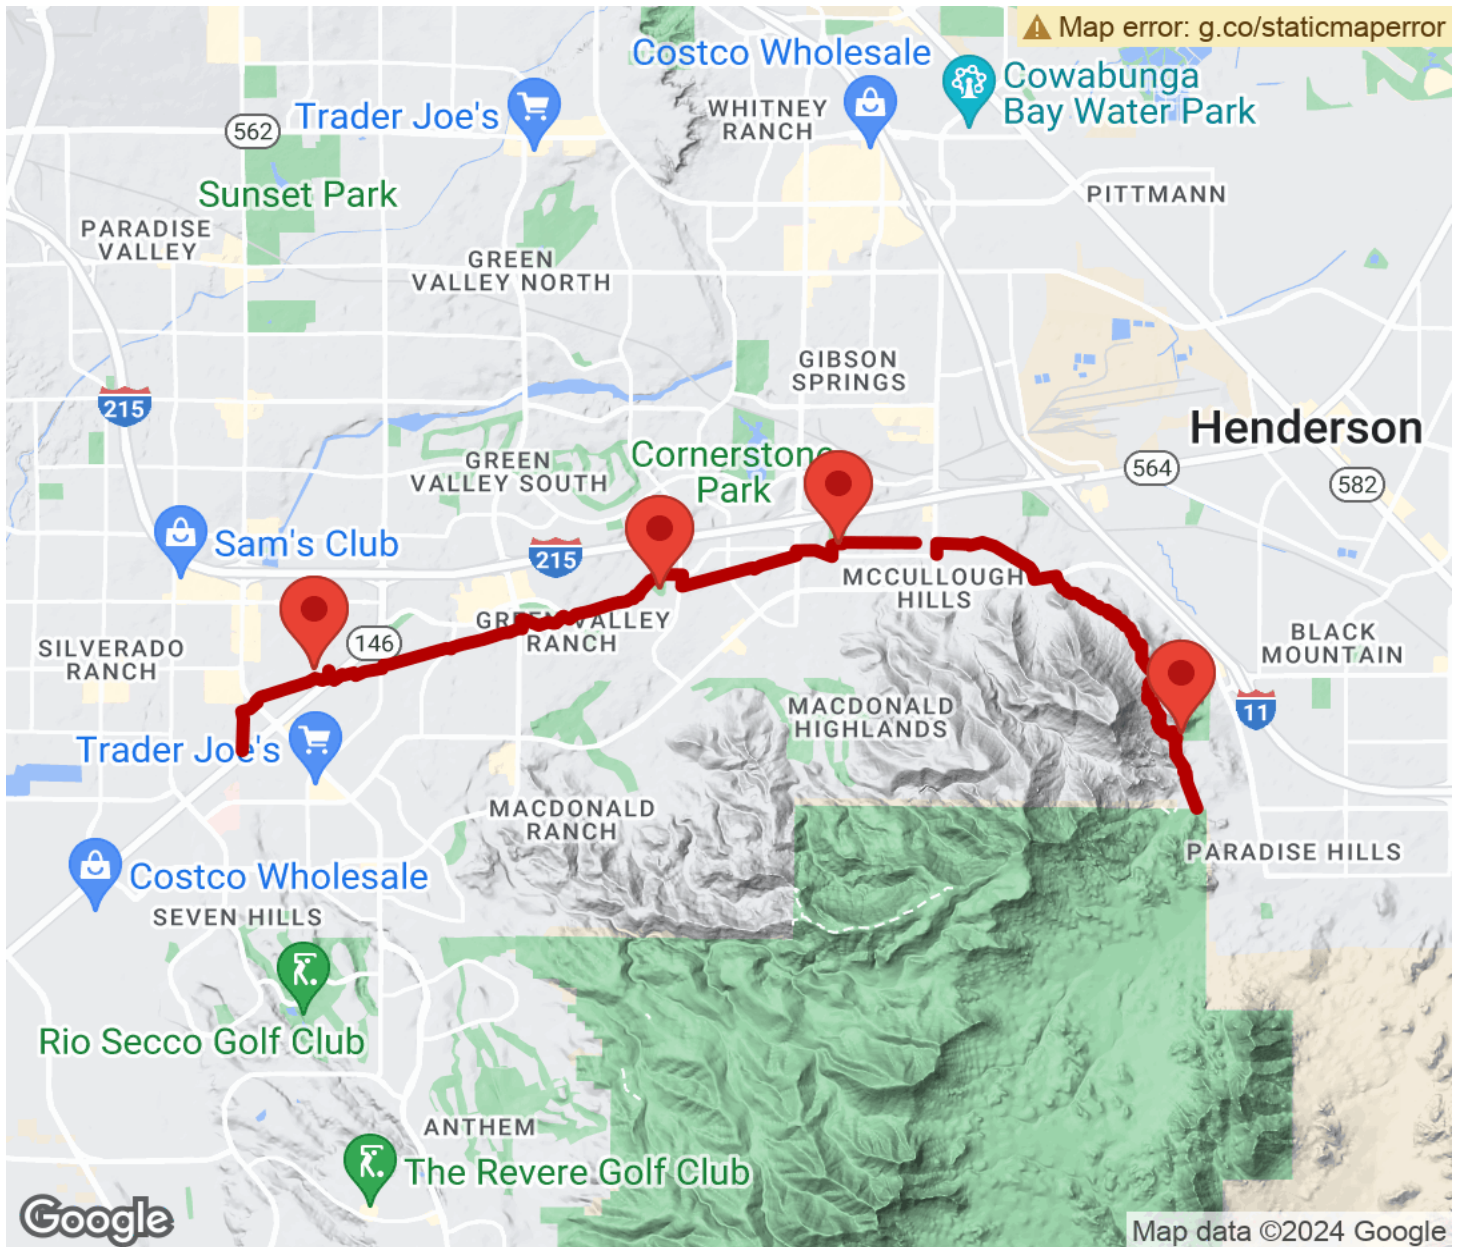 Map error: g.co/staticmaperror
Costco Wholesale
Cowabunga
Bay Water Park
Trader Joe's
WHITNEY
RANCH
562
Sunset Park
PITTMANN
PARADISE
VALLEY
GREEN
VALLEY NORTH
GIBSON
SPRINGS
215
Henderson
Cornerstone
Park
GREEN
VALLEY SOUTH
564
582
Sam's Club
215
MCCULLOUGH
HILLS
GREEN VALLEY
RANCH
146
SILVERADO
RANCH
BLACK
MOUNTAIN
MACDONALD
HIGHLANDS
11
Trader Joe's
MACDONALD
RANCH
PARADISE HILLS
Costco Wholesale
SEVEN HILLS
Rio Secco Golf Club
ANTHEM
The Revere Golf Club
Google
Map data ©2024 Google